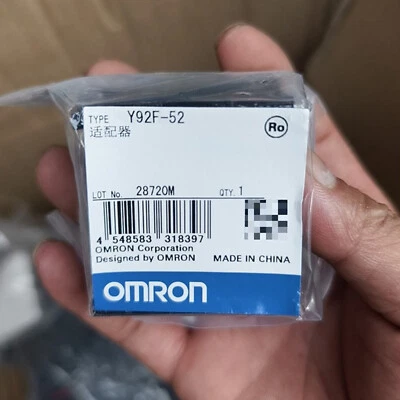 TYPE Y92F-52
适配器
Ro
LOT No 28720M QTY. 1
4 548583 318397
OMRON Corporation
Designed by OMRON MADE IN CHINA
OMRON